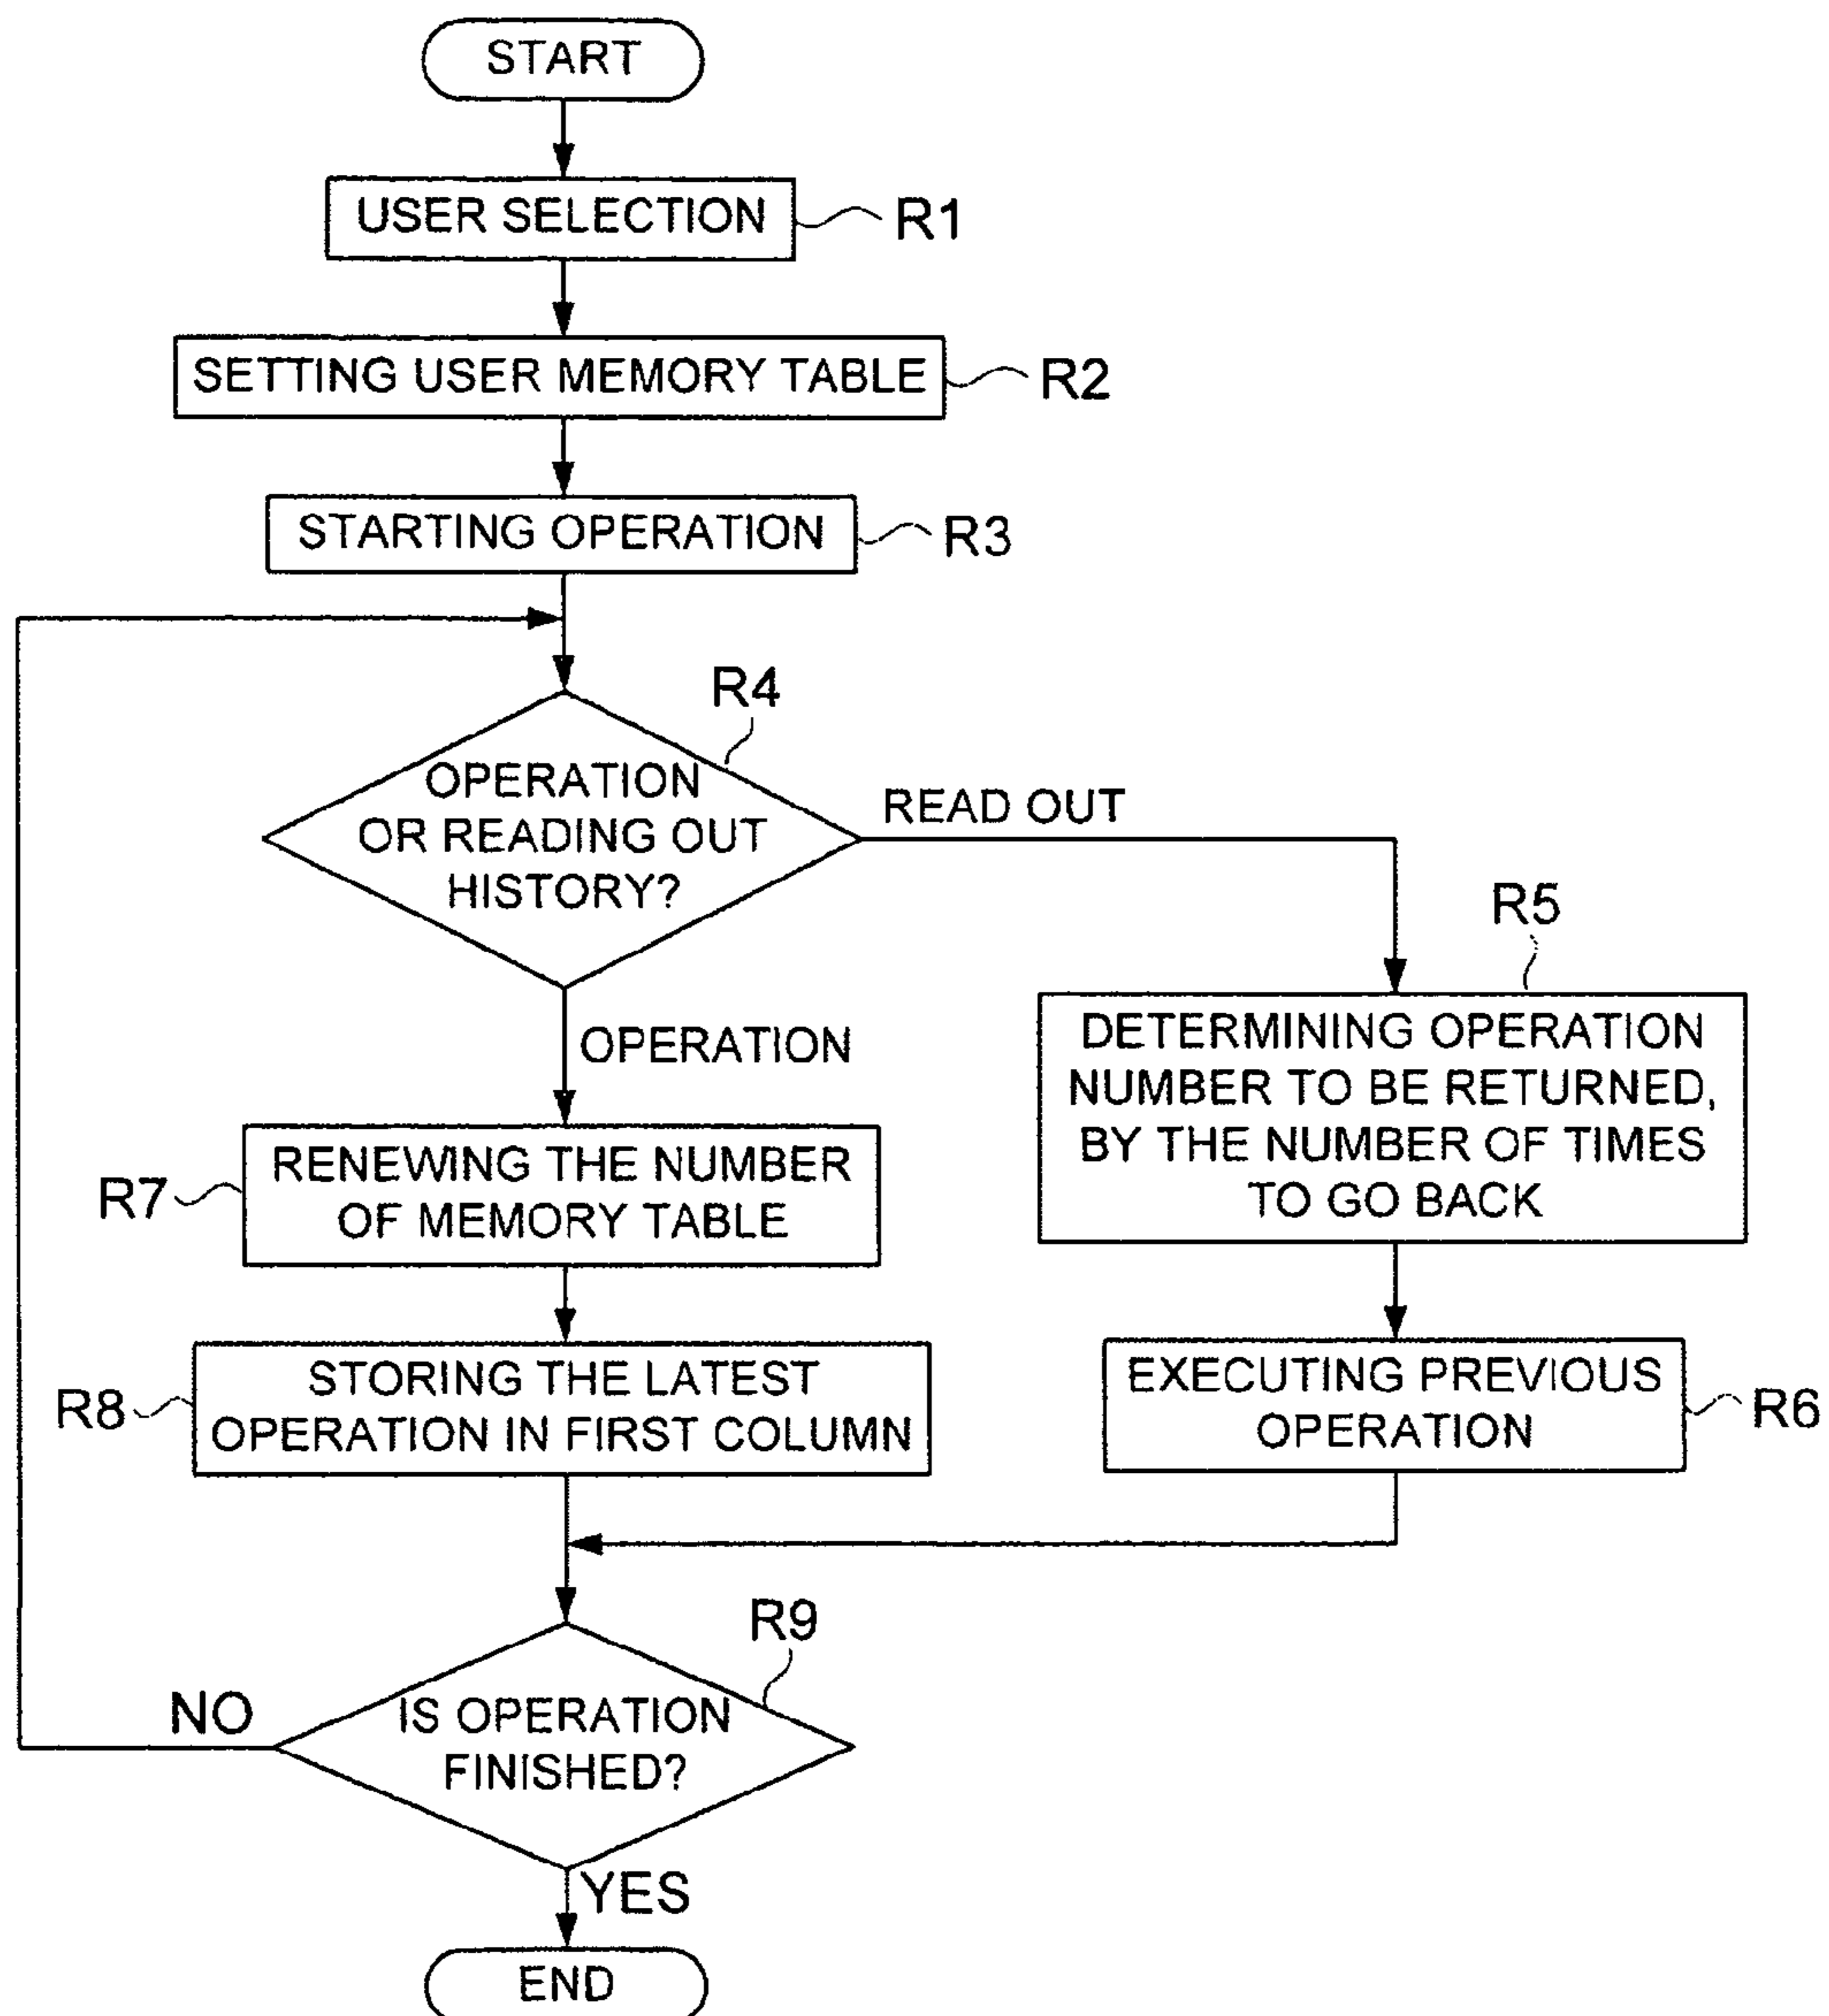 START
USER SELECTION
R1
SETTING USER MEMORY TABLE
R2
STARTING OPERATION
R3
R4
OPERATION
OR READING OUT
HISTORY?
READ OUT
R5
DETERMINING OPERATION
NUMBER TO BE RETURNED,
BY THE NUMBER OF TIMES
TO GO BACK
OPERATION
R7
RENEWING THE NUMBER
OF MEMORY TABLE
R8
STORING THE LATEST
OPERATION IN FIRST COLUMN
EXECUTING PREVIOUS
OPERATION
R6
R9
NO
IS OPERATION
FINISHED?
YES
END